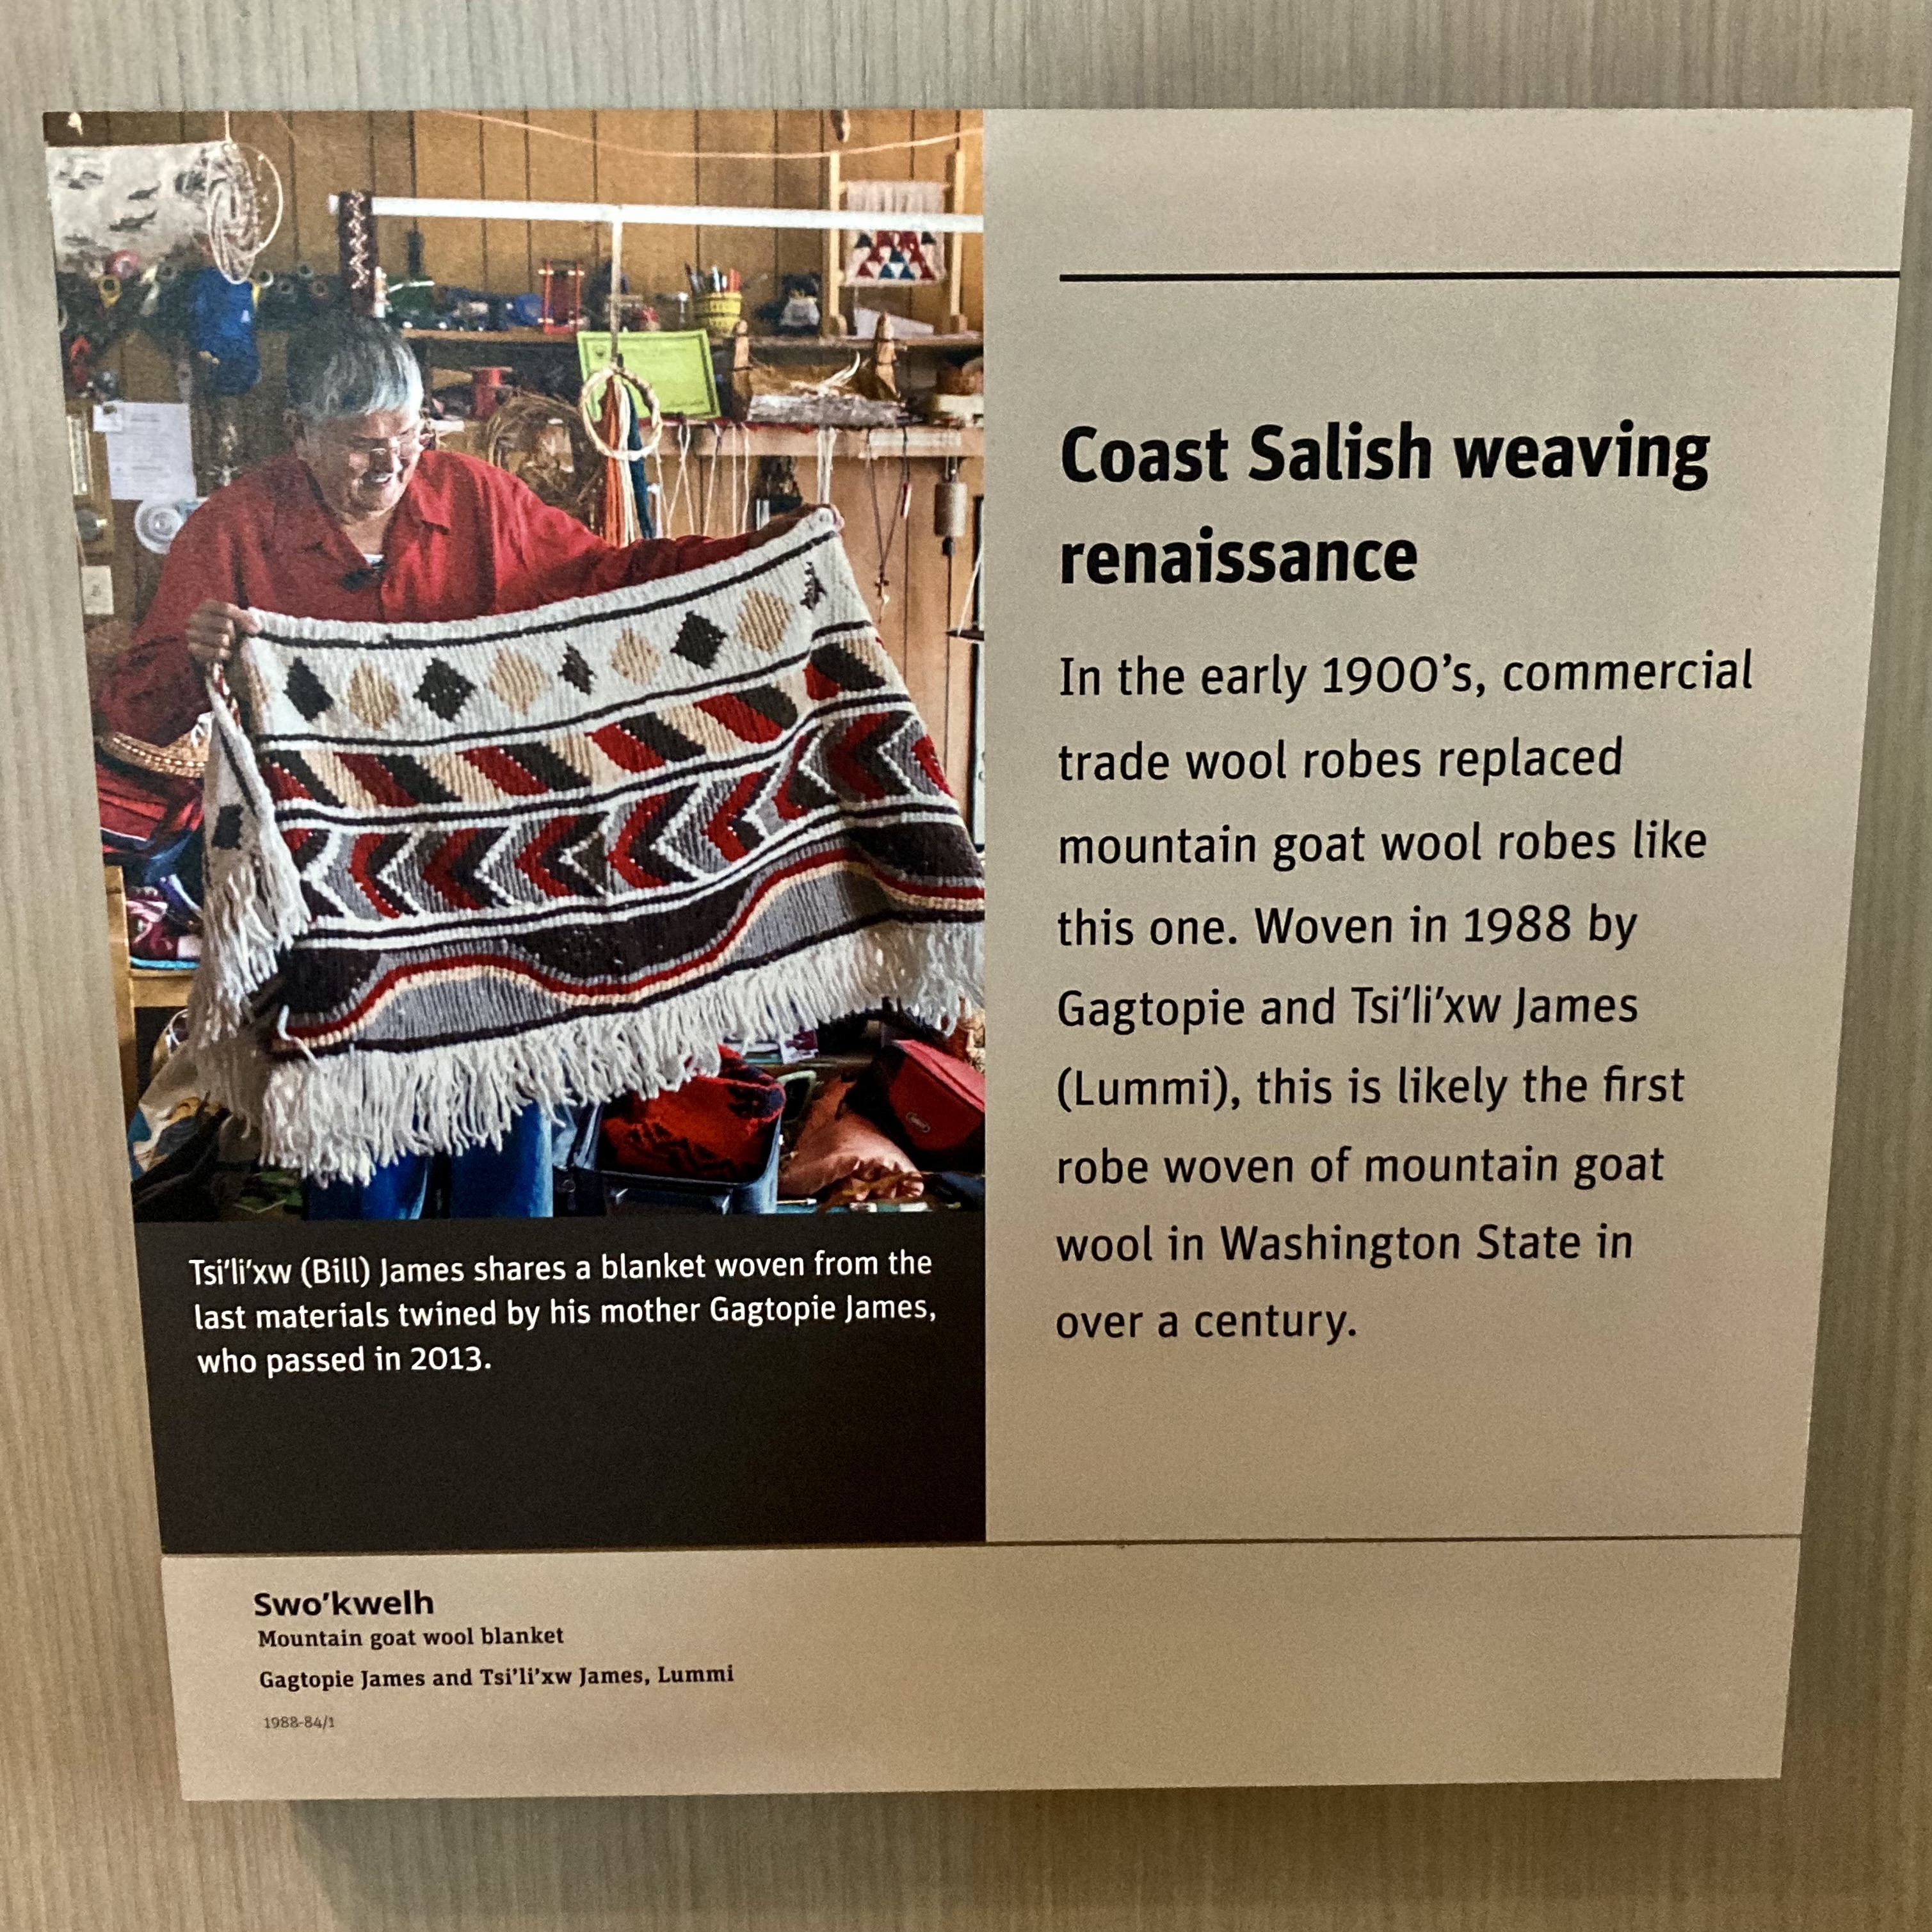 Coast Salish weaving
renaissance
In the early 1900’s, commercial
trade wool robes replaced
mountain goat wool robes like
this one. Woven in 1988 by
Gagtopie and Tsi’li’xw James
(Lummi), this is likely the first
robe woven of mountain goat
wool in Washington State in
over a century.
Tsi’li’xw (Bill) James shares a blanket woven from the
last materials twined by his mother Gagtopie James,
who passed in 2013.
Swo’kwelh
Mountain goat wool blanket
Gagtopie James and Tsi’li’xw James, Lummi
1988-84/1